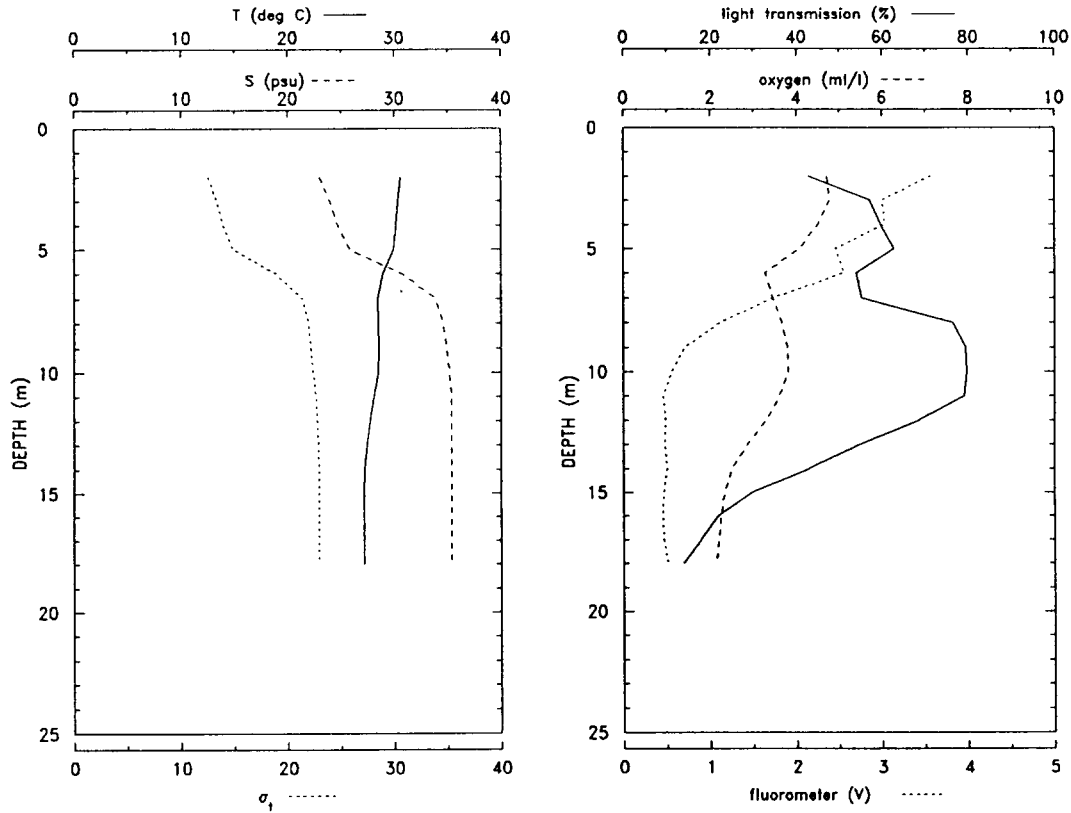 T (deg C)
0 10 20 30 40
S (psu)
0 10 20 30 40
0
5
10
15
20
25
DEPTH (m)
0 10 20 30 40
σt
light transmission (%)
0 20 40 60 80 100
oxygen (ml/l)
0 2 4 6 8 10
0
5
10
15
20
25
DEPTH (m)
0 1 2 3 4 5
fluorometer (V)